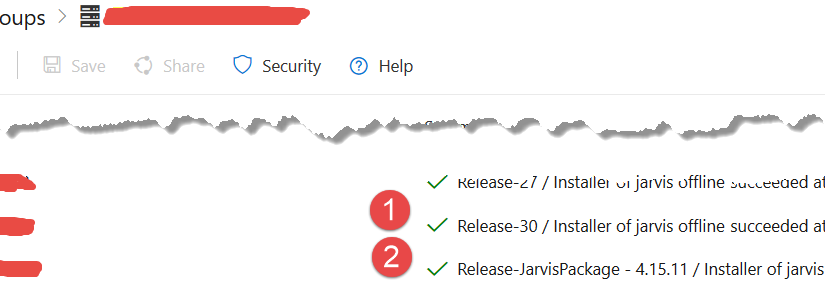 oups >
Save Share Security Help
Release-27 / Installer of jarvis offline succeeded at
1
Release-30 / Installer of jarvis offline succeeded at
2
Release-JarvisPackage - 4.15.11 / Installer of jarvis